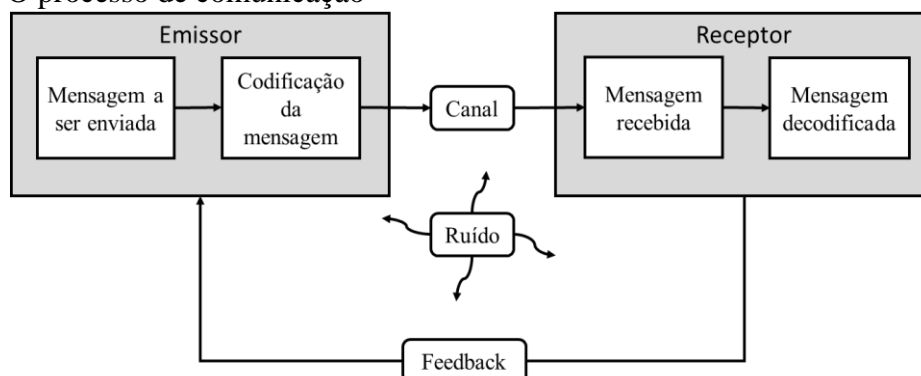 O processo de comunicação
Emissor
Mensagem a
ser enviada
Codificação
da
mensagem
Canal
Receptor
Mensagem
recebida
Mensagem
decodificada
Ruído
Feedback